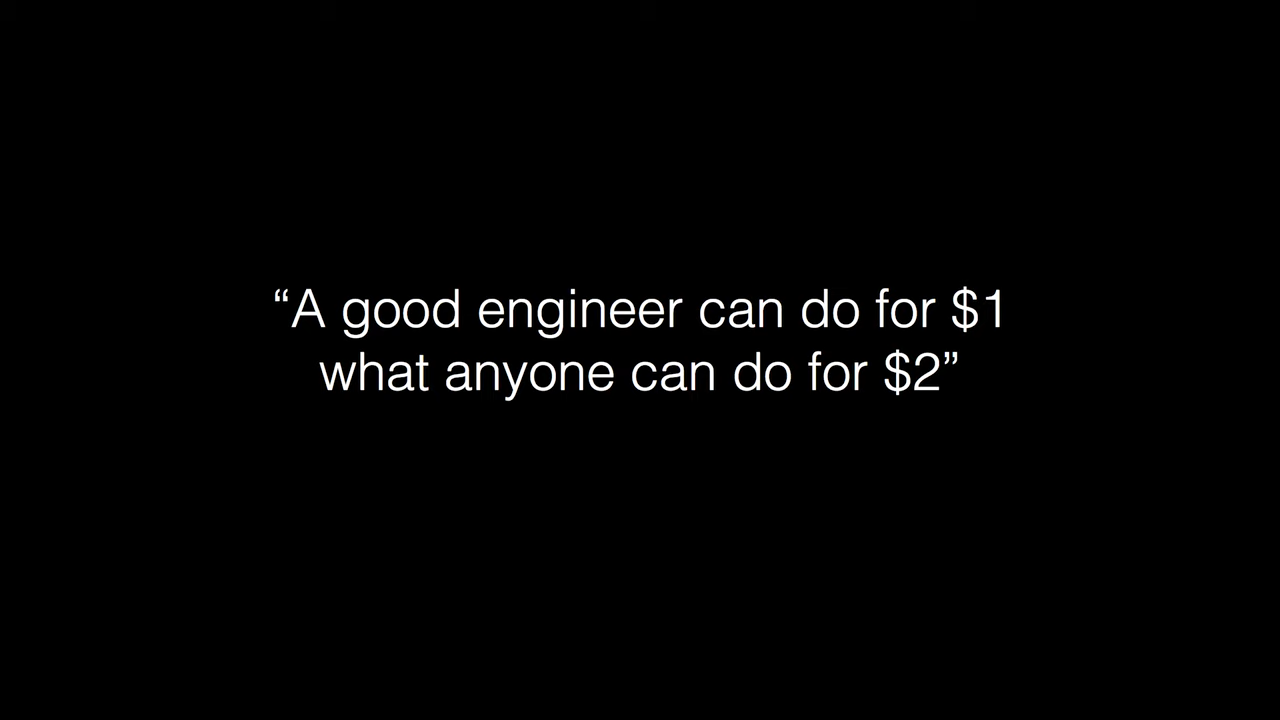 “A good engineer can do for $1
what anyone can do for $2”